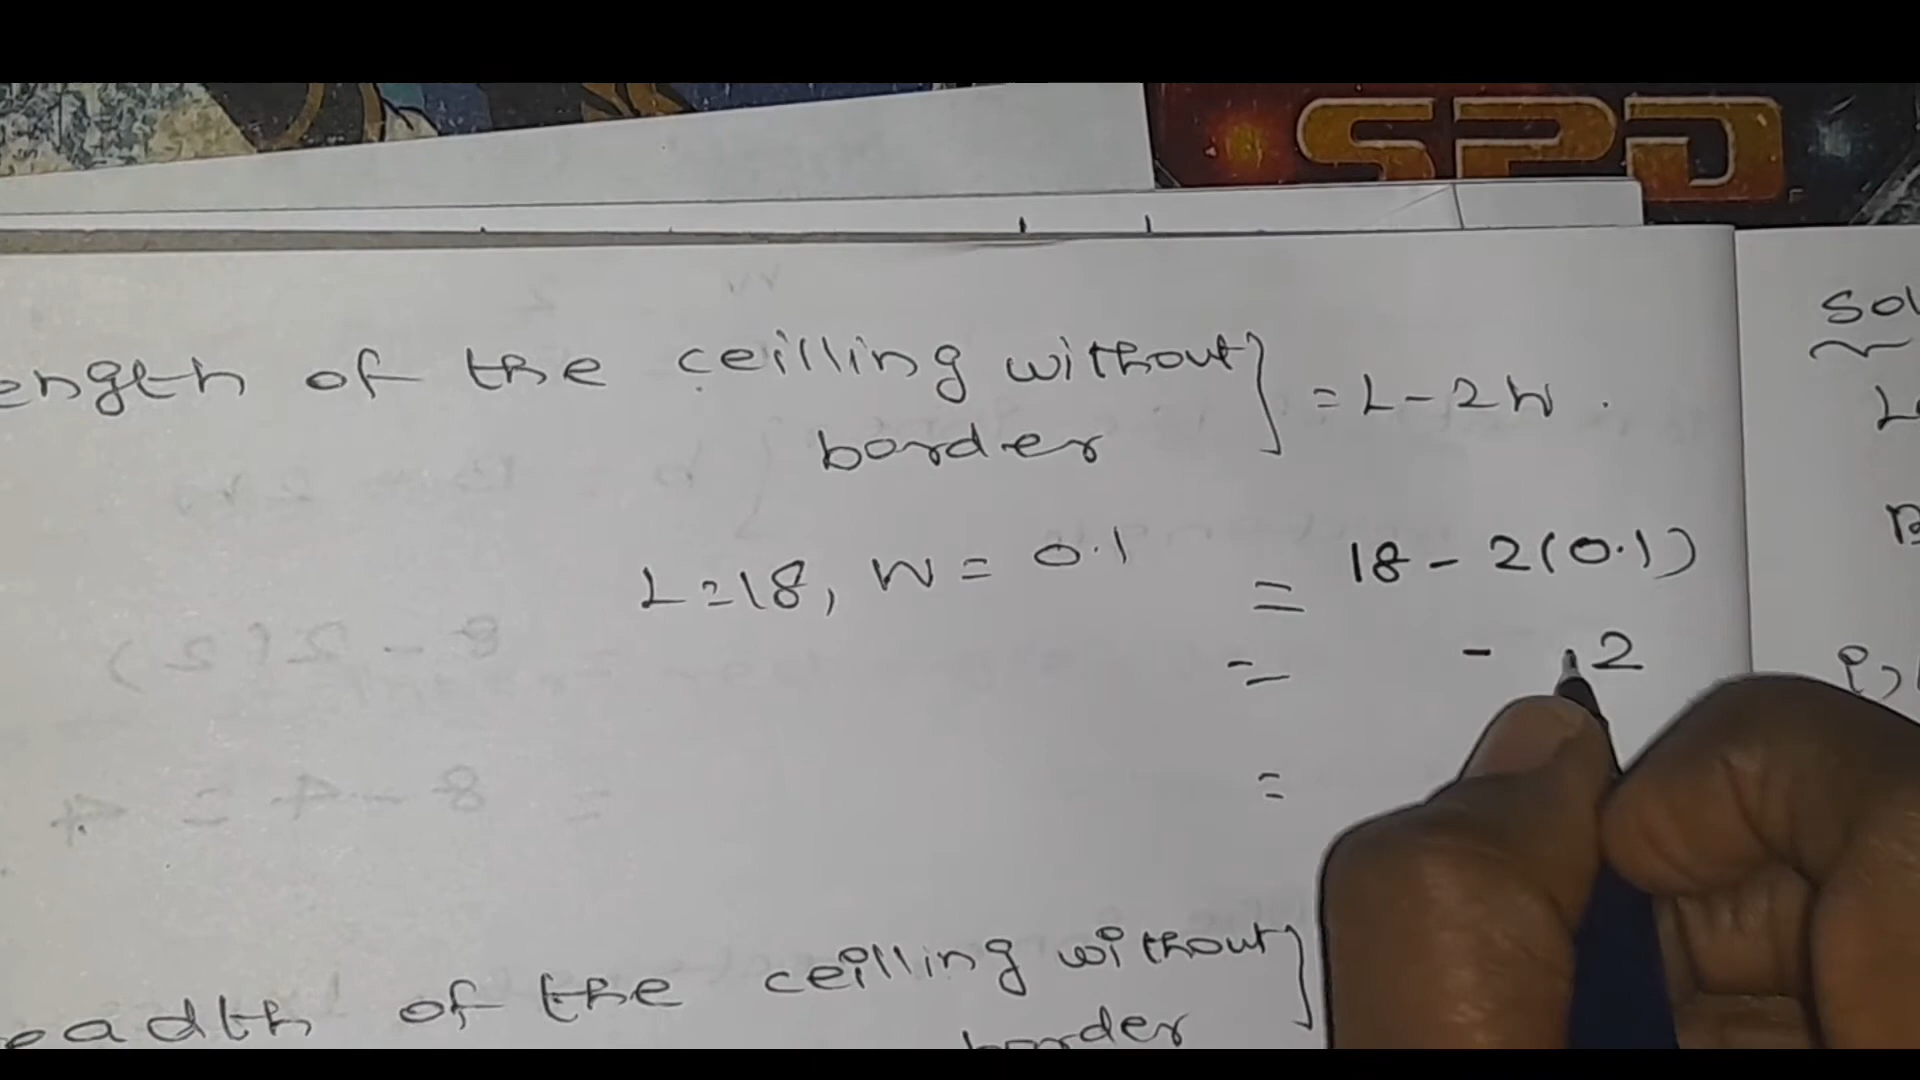 SPD
ength of the ceilling without } = L - 2W.
border
L = 18, W = 0.1
= 18 - 2(0.1)
= - .2
=
eadth of the ceilling without }
border
Sol